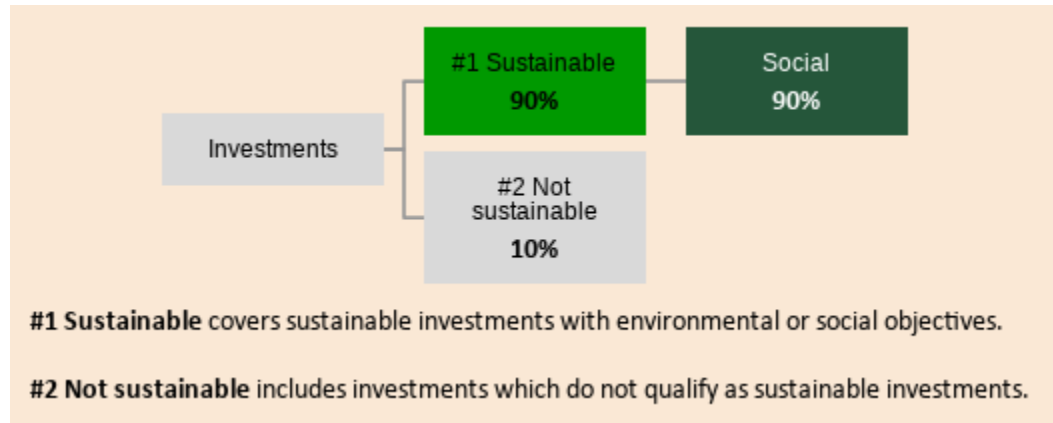 #1 Sustainable
90%
Social
90%
Investments
#2 Not
sustainable
10%
#1 Sustainable covers sustainable investments with environmental or social objectives.
#2 Not sustainable includes investments which do not qualify as sustainable investments.